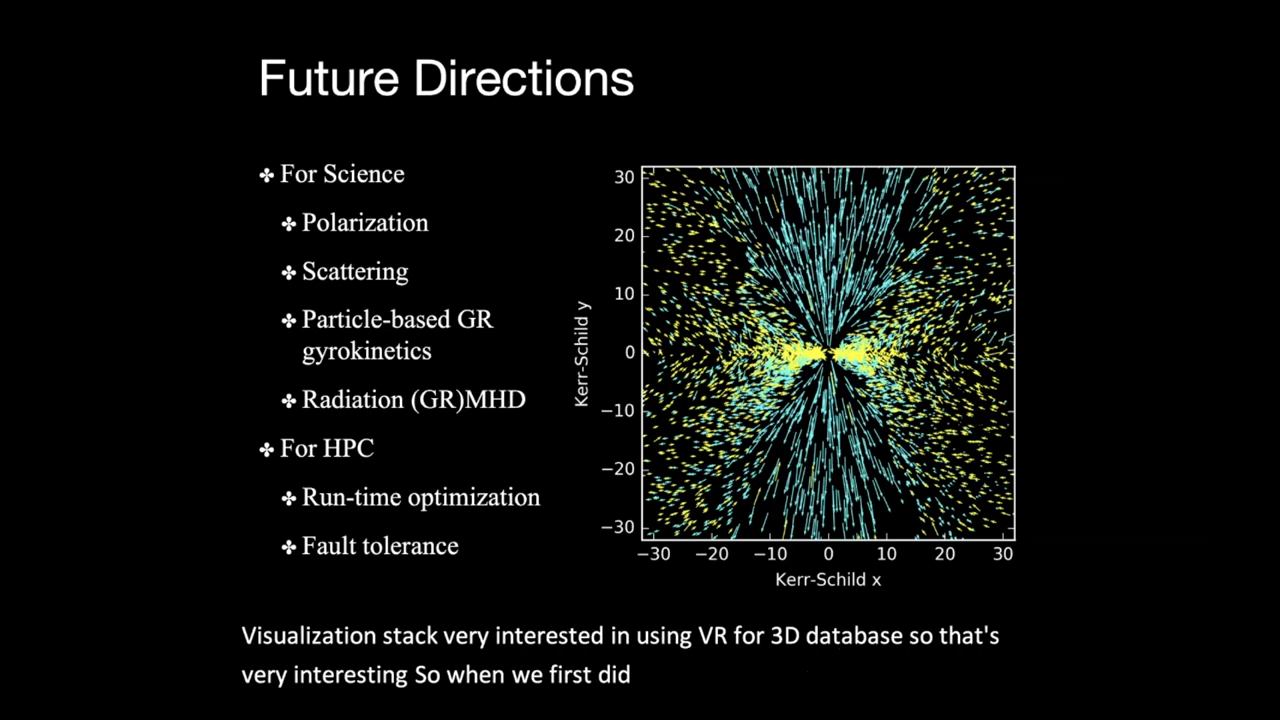 Future Directions
✤ For Science
✤ Polarization
✤ Scattering
✤ Particle-based GR
gyrokinetics
✤ Radiation (GR)MHD
✤ For HPC
✤ Run-time optimization
✤ Fault tolerance
30
20
10
0
−10
−20
−30
Kerr-Schild y
−30 −20 −10 0 10 20 30
Kerr-Schild x
Visualization stack very interested in using VR for 3D database so that's
very interesting So when we first did